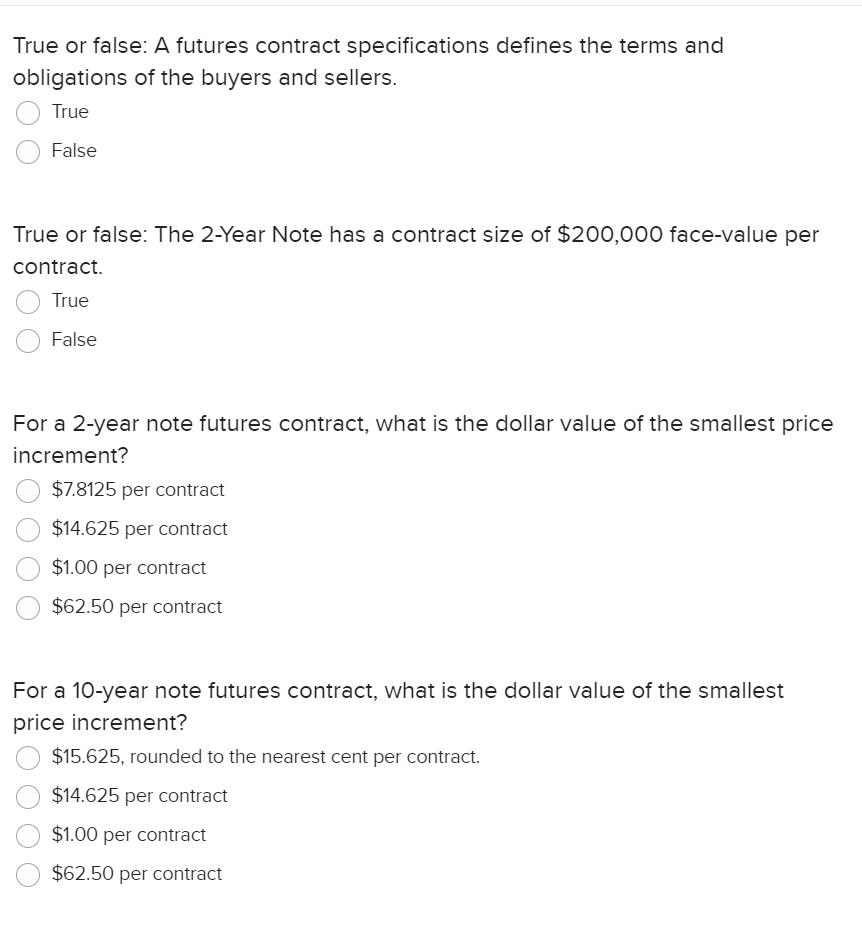 True or false: A futures contract specifications defines the terms and
obligations of the buyers and sellers.
True
False
True or false: The 2-Year Note has a contract size of $200,000 face-value per
contract.
True
False
For a 2-year note futures contract, what is the dollar value of the smallest price
increment?
$7.8125 per contract
$14.625 per contract
$1.00 per contract
$62.50 per contract
For a 10-year note futures contract, what is the dollar value of the smallest
price increment?
$15.625, rounded to the nearest cent per contract.
$14.625 per contract
$1.00 per contract
$62.50 per contract